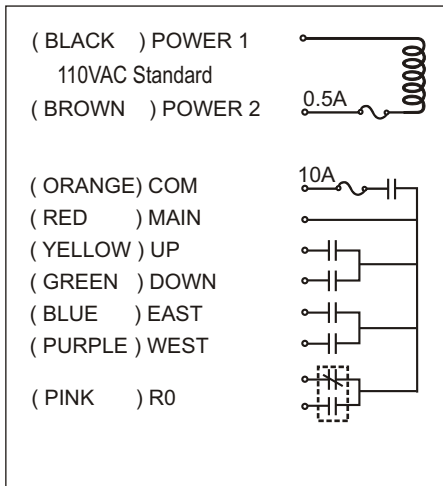 ( BLACK ) POWER 1
110VAC Standard
( BROWN ) POWER 2 0.5A
( ORANGE) COM 10A
( RED ) MAIN
( YELLOW ) UP
( GREEN ) DOWN
( BLUE ) EAST
( PURPLE ) WEST
( PINK ) R0